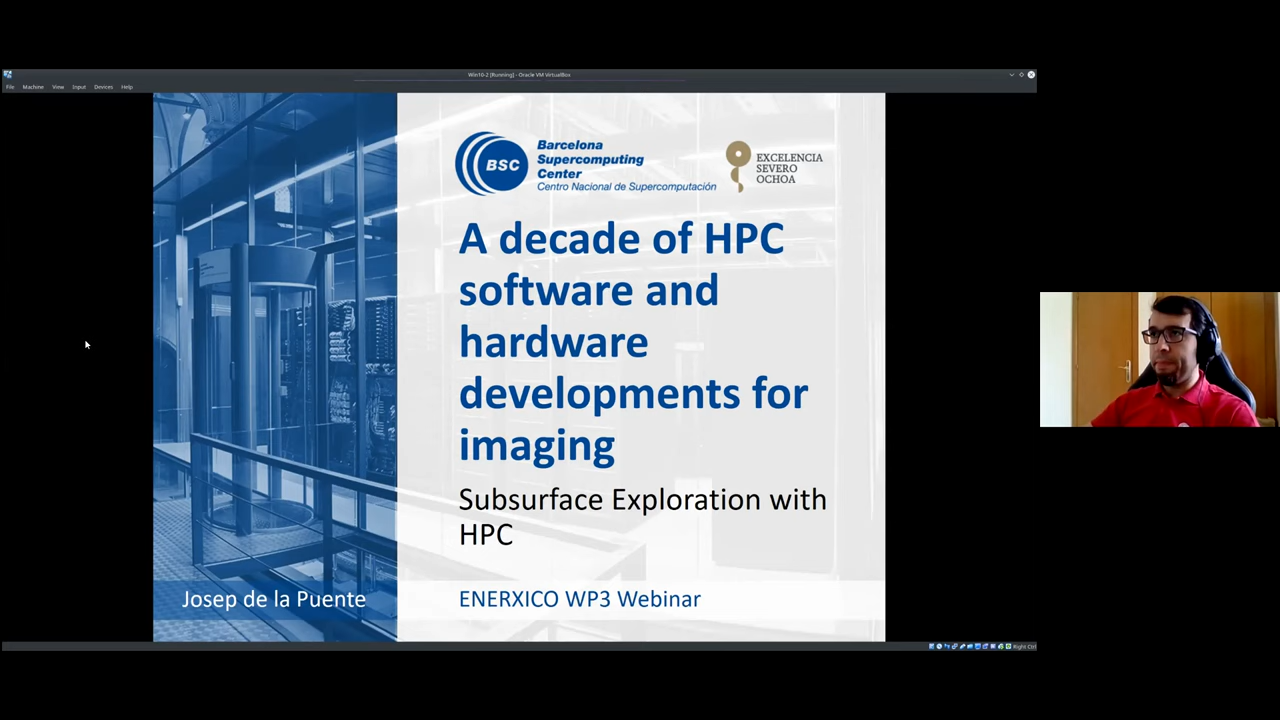 Win10-2 [Running] - Oracle VM VirtualBox
File Machine View Input Devices Help
BSC
Barcelona
Supercomputing
Center
Centro Nacional de Supercomputación
EXCELENCIA
SEVERO
OCHOA
A decade of HPC
software and
hardware
developments for
imaging
Subsurface Exploration with
HPC
Josep de la Puente
ENERXICO WP3 Webinar
Right Ctrl